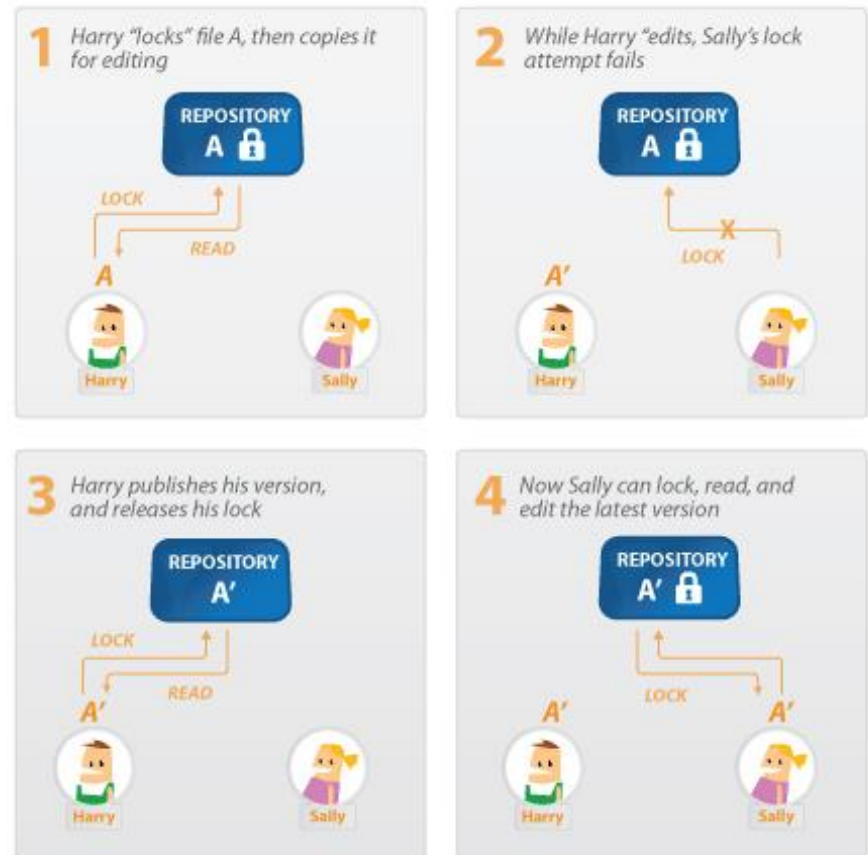 1 Harry “locks” file A, then copies it
for editing
REPOSITORY
A
LOCK
READ
A
Harry
Sally
2 While Harry “edits, Sally’s lock
attempt fails
REPOSITORY
A
X
LOCK
A’
Harry
Sally
3 Harry publishes his version,
and releases his lock
REPOSITORY
A’
LOCK
READ
A’
Harry
Sally
4 Now Sally can lock, read, and
edit the latest version
REPOSITORY
A’
LOCK
A’
A’
Harry
Sally